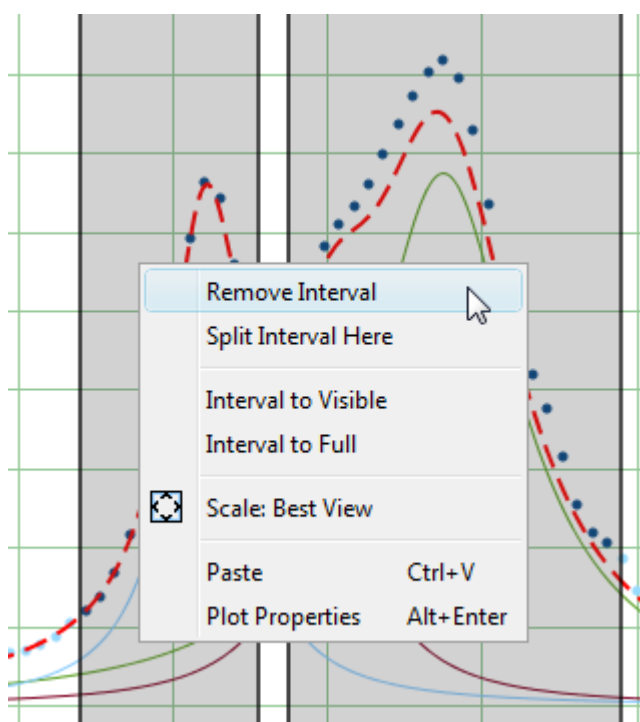 Remove Interval
Split Interval Here
Interval to Visible
Interval to Full
Scale: Best View
Paste Ctrl+V
Plot Properties Alt+Enter